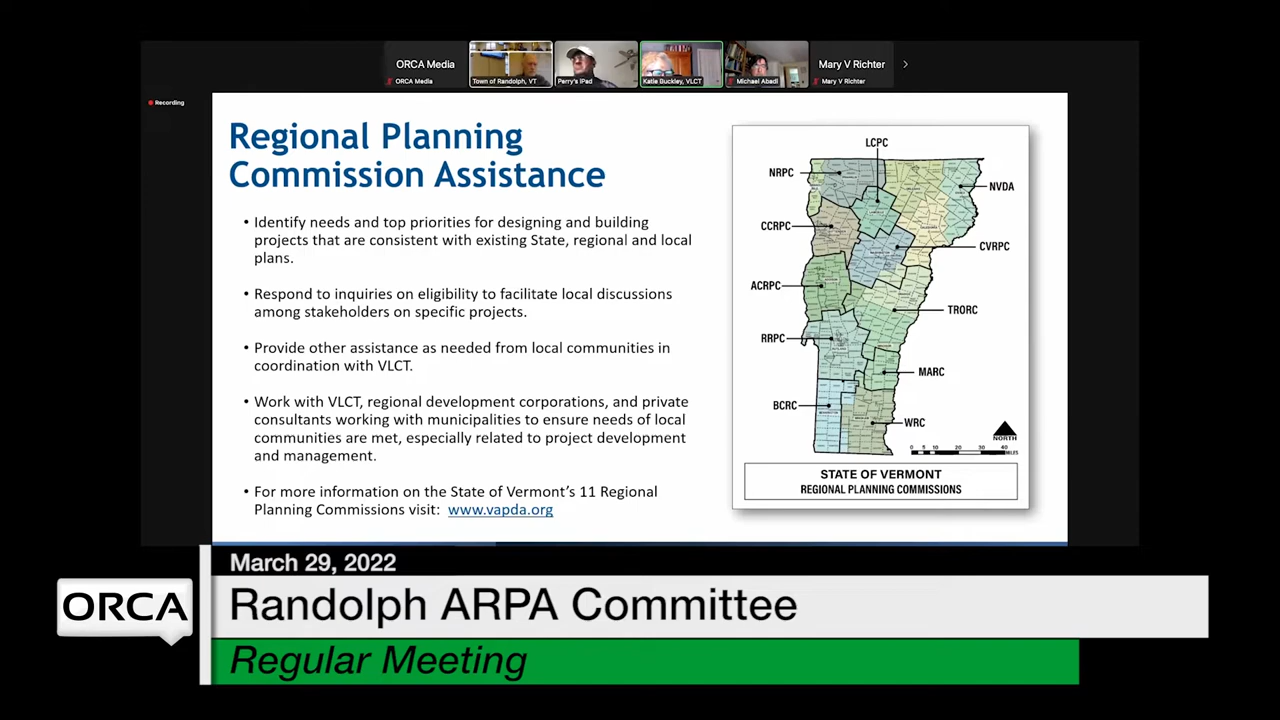 ORCA Media
Mary V Richter
ORCA Media
Town of Randolph, VT
Perry's iPad
Katie Buckley, VLCT
Michael Abadi
Mary V Richter
Recording
Regional Planning
Commission Assistance
• Identify needs and top priorities for designing and building
projects that are consistent with existing State, regional and local
plans.
• Respond to inquiries on eligibility to facilitate local discussions
among stakeholders on specific projects.
• Provide other assistance as needed from local communities in
coordination with VLCT.
• Work with VLCT, regional development corporations, and private
consultants working with municipalities to ensure needs of local
communities are met, especially related to project development
and management.
• For more information on the State of Vermont's 11 Regional
Planning Commissions visit: www.vapda.org
LCPC
NRPC
NVDA
CCRPC
CVRPC
ACRPC
TRORC
RRPC
MARC
BCRC
WRC
NORTH
0 5 10 20 30 40
MILES
STATE OF VERMONT
REGIONAL PLANNING COMMISSIONS
March 29, 2022
ORCA
Randolph ARPA Committee
Regular Meeting